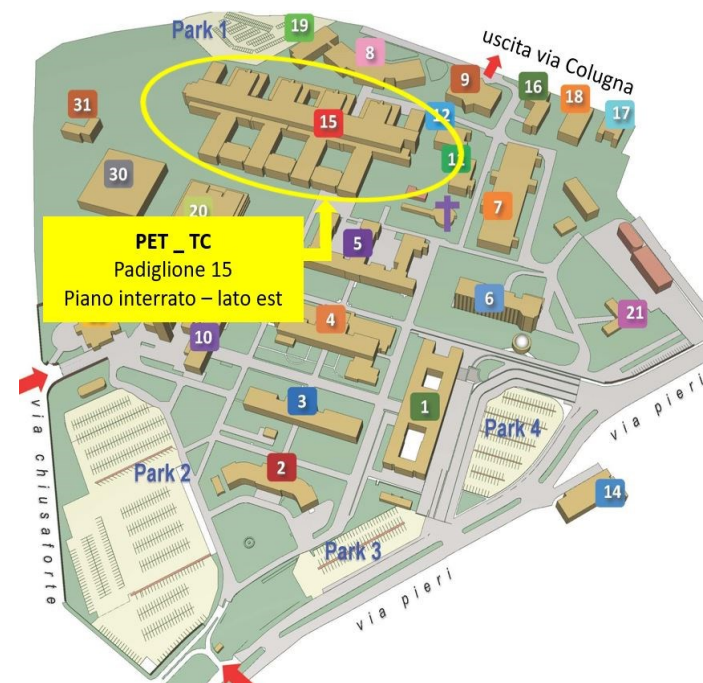 Park 1
19
8
uscita via Colugna
9
31
16
18
17
12
15
11
30
20
7
PET _ TC
Padiglione 15
Piano interrato – lato est
5
6
21
10
4
3
1
via chiusaforte
Park 2
2
Park 4
via pieri
14
Park 3
via pieri